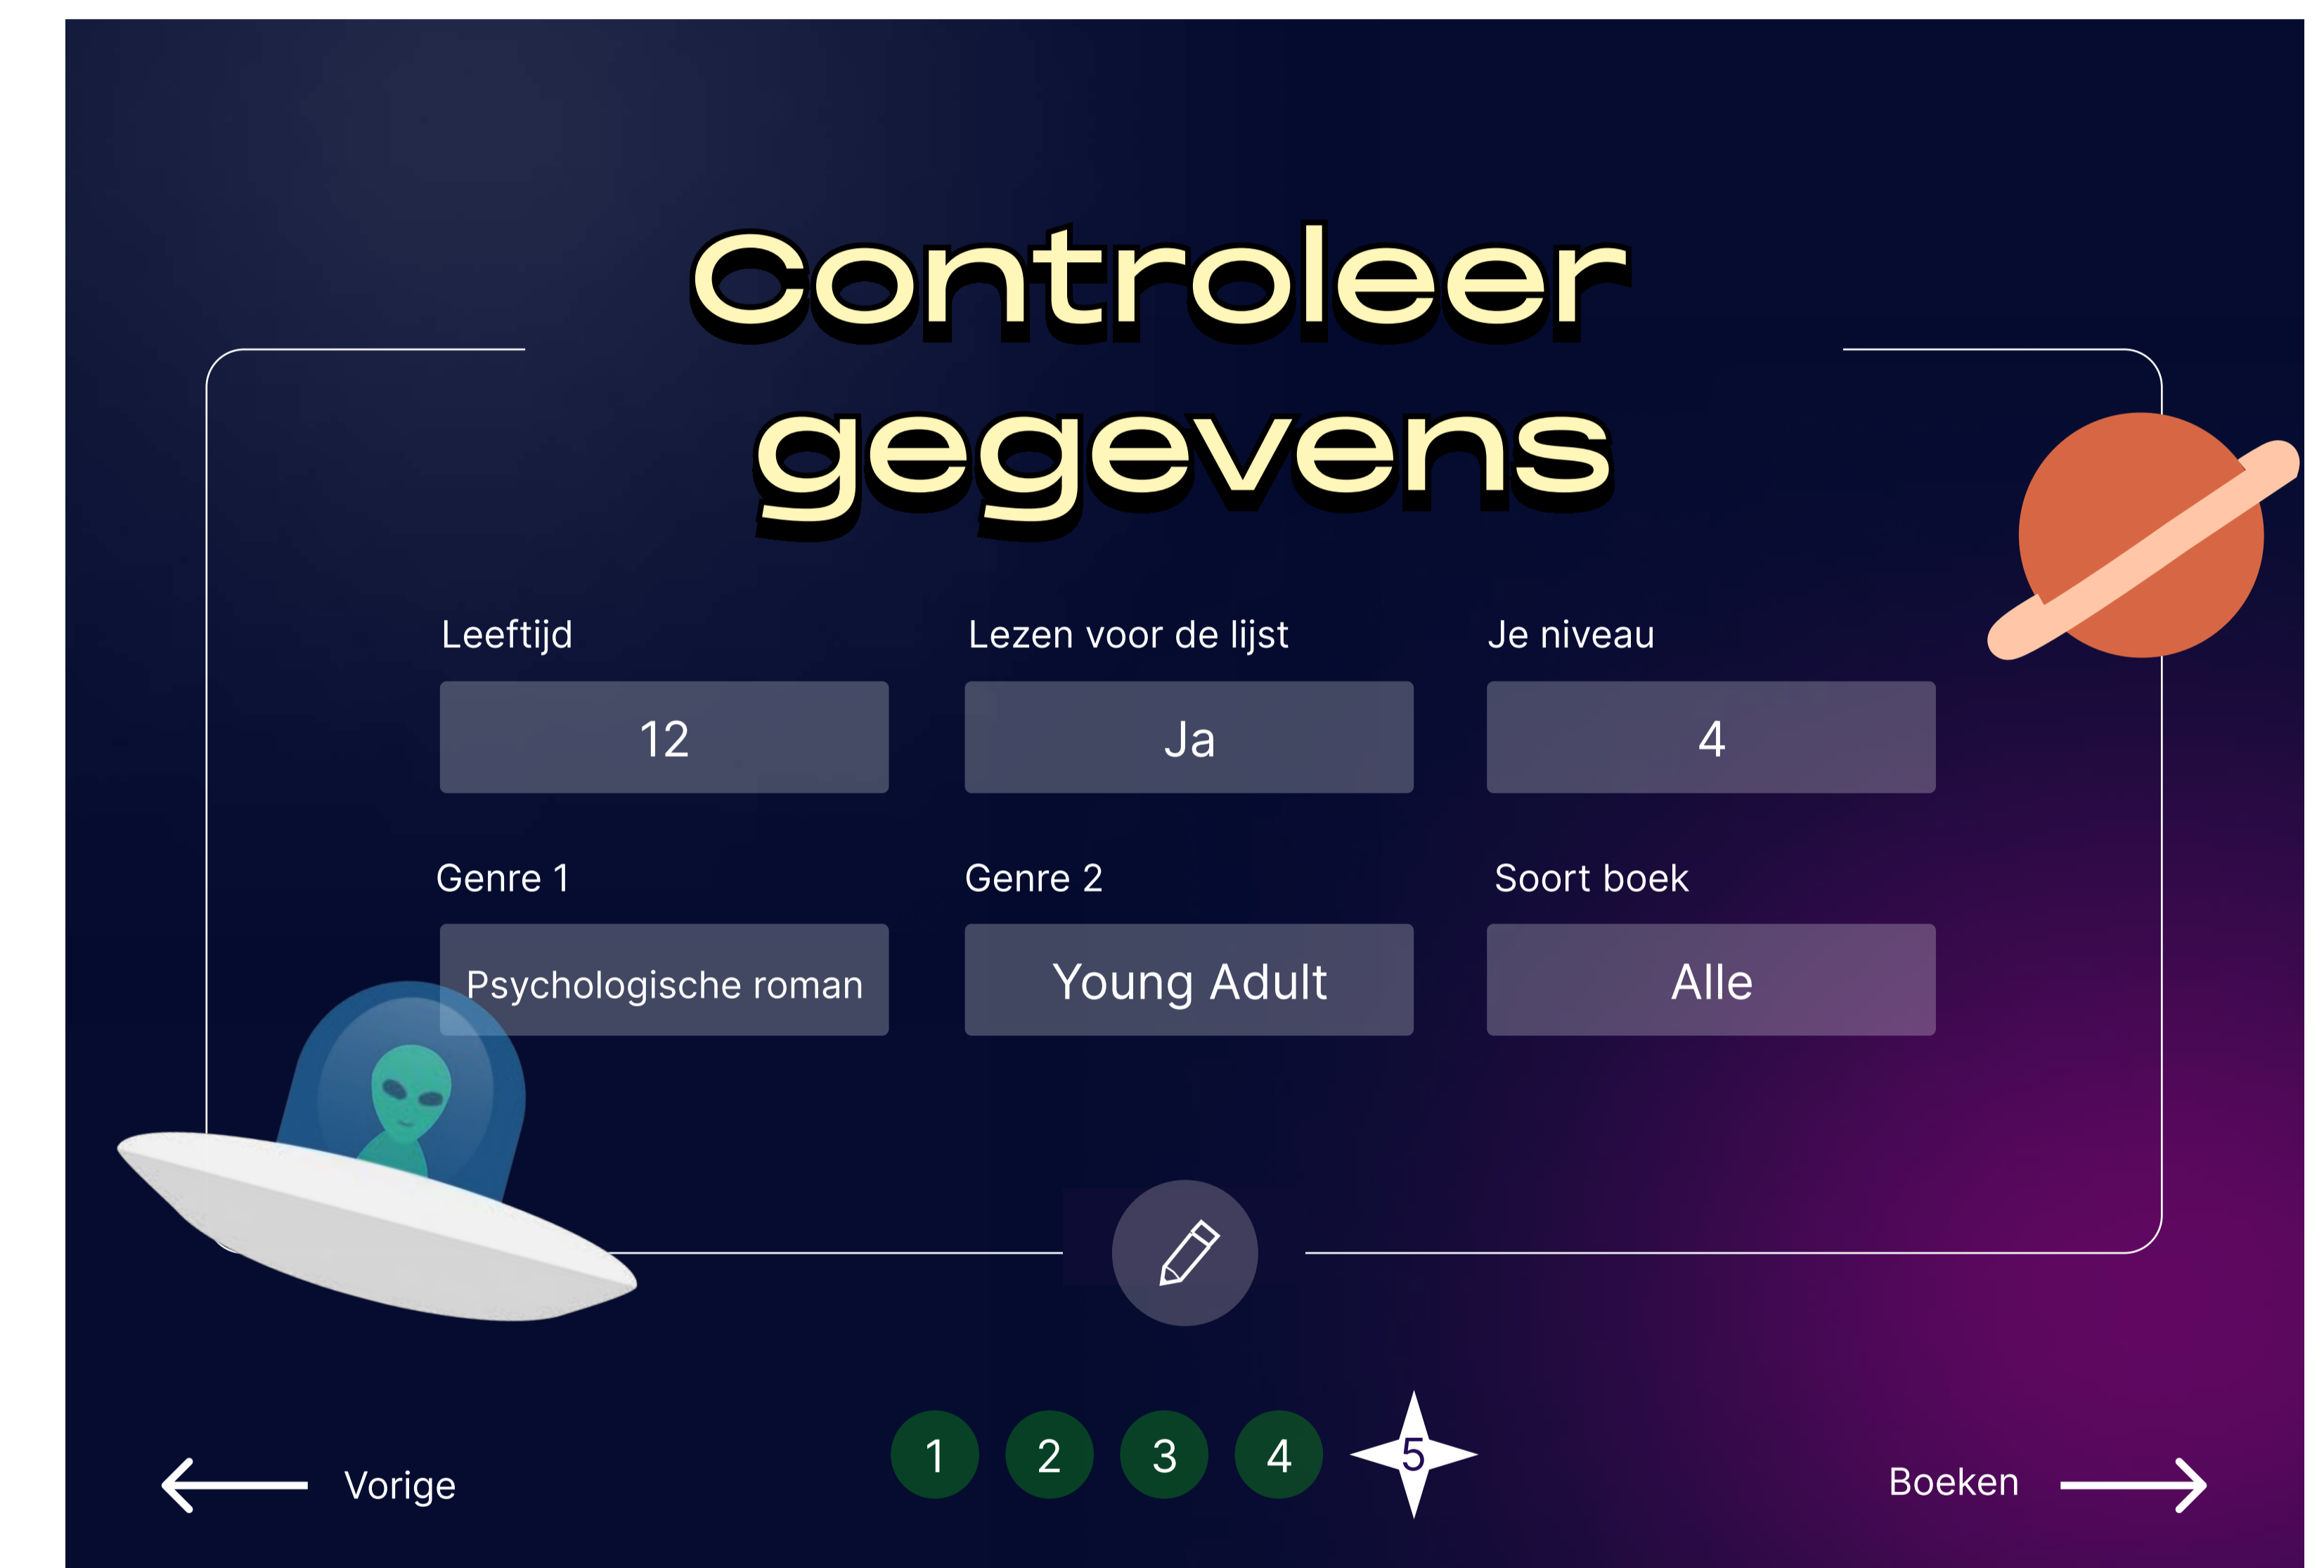 Controleer
gegevens
Leeftijd
Lezen voor de lijst
Je niveau
12
Ja
4
Genre 1
Genre 2
Soort boek
Psychologische roman
Young Adult
Alle
1 2 3 4 5
Vorige
Boeken